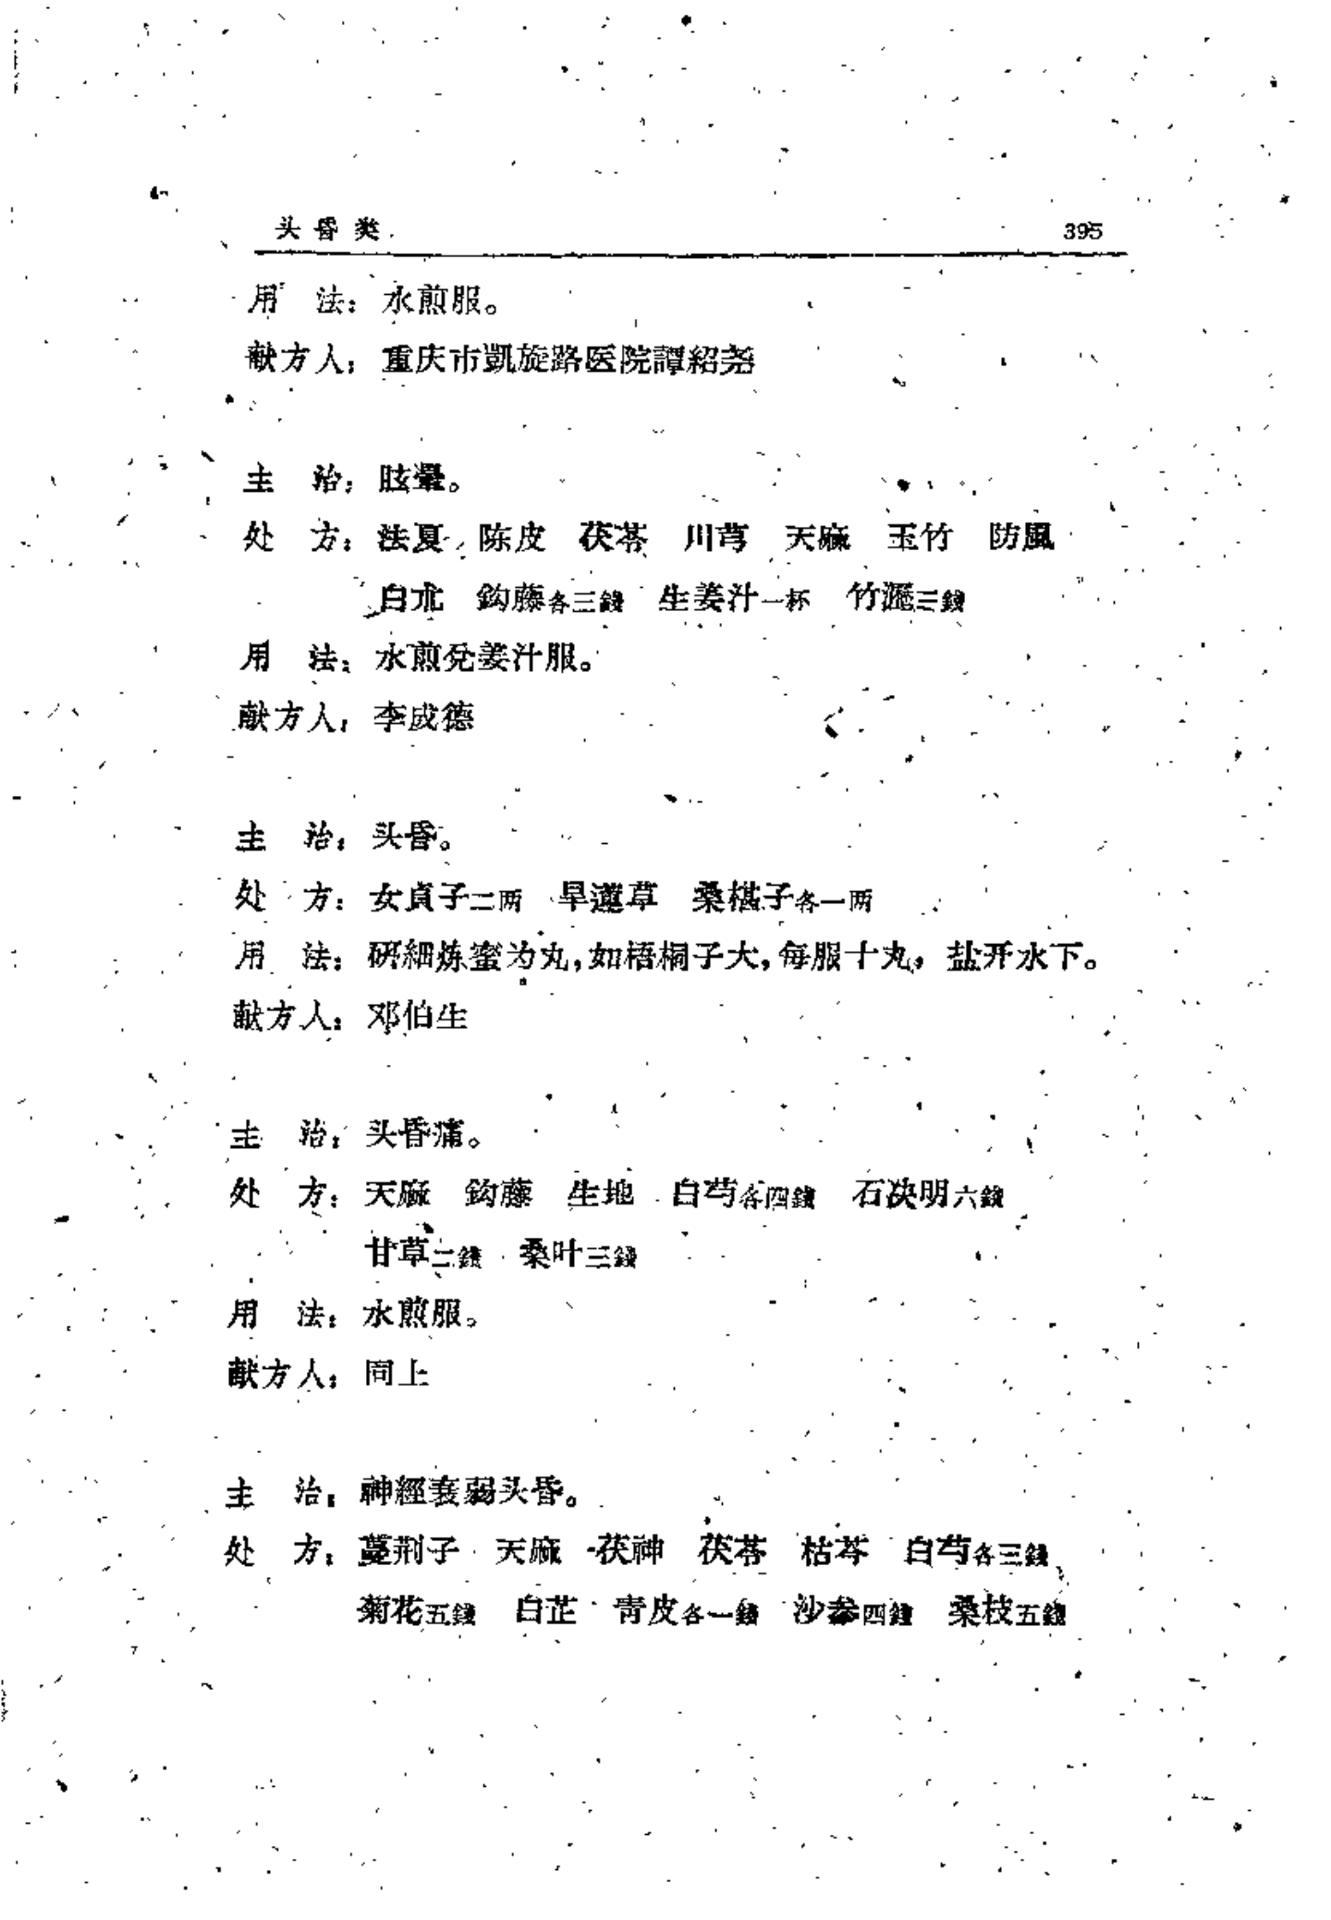 头昏类 395
用 法：水煎服。
献方人：重庆市凱旋路医院譚紹尧
主 治：眩暈。
处 方：法夏 陈皮 茯苓 川芎 天麻 玉竹 防風
白朮 鈎藤各三錢 生姜汁一杯 竹瀝三錢
用 法：水煎兌姜汁服。
献方人：李成德
主 治：头昏。
处 方：女貞子二两 旱蓮草 桑椹子各一两
用 法：研細炼蜜为丸，如梧桐子大，每服十丸，盐开水下。
献方人：邓伯生
主 治：头昏痛。
处 方：天麻 鈎藤 生地 白芍各四錢 石决明六錢
甘草二錢 桑叶三錢
用 法：水煎服。
献方人：同上
主 治：神經衰弱头昏。
处 方：蔓荆子 天麻 茯神 茯苓 枯芩 白芍各三錢
菊花五錢 白芷 青皮各一錢 沙参四錢 桑枝五錢